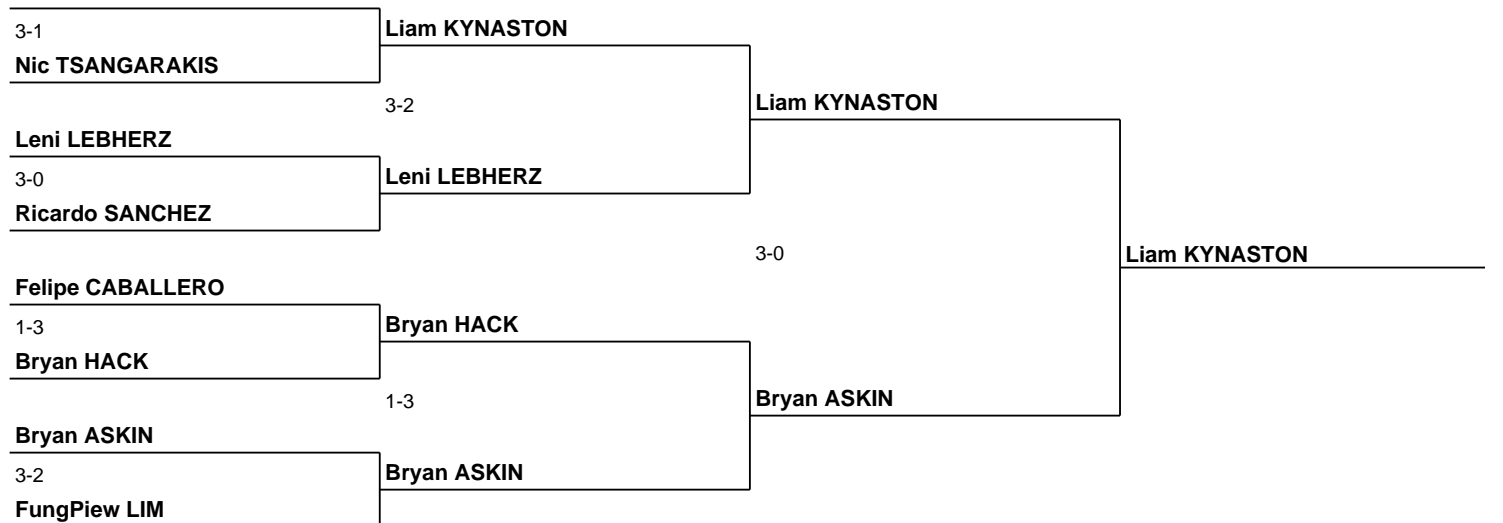 3-1
Nic TSANGARAKIS
Liam KYNASTON
3-2
Leni LEBHERZ
3-0
Ricardo SANCHEZ
Leni LEBHERZ
Liam KYNASTON
3-0
Liam KYNASTON
Felipe CABALLERO
1-3
Bryan HACK
Bryan HACK
1-3
Bryan ASKIN
3-2
FungPiew LIM
Bryan ASKIN
Bryan ASKIN